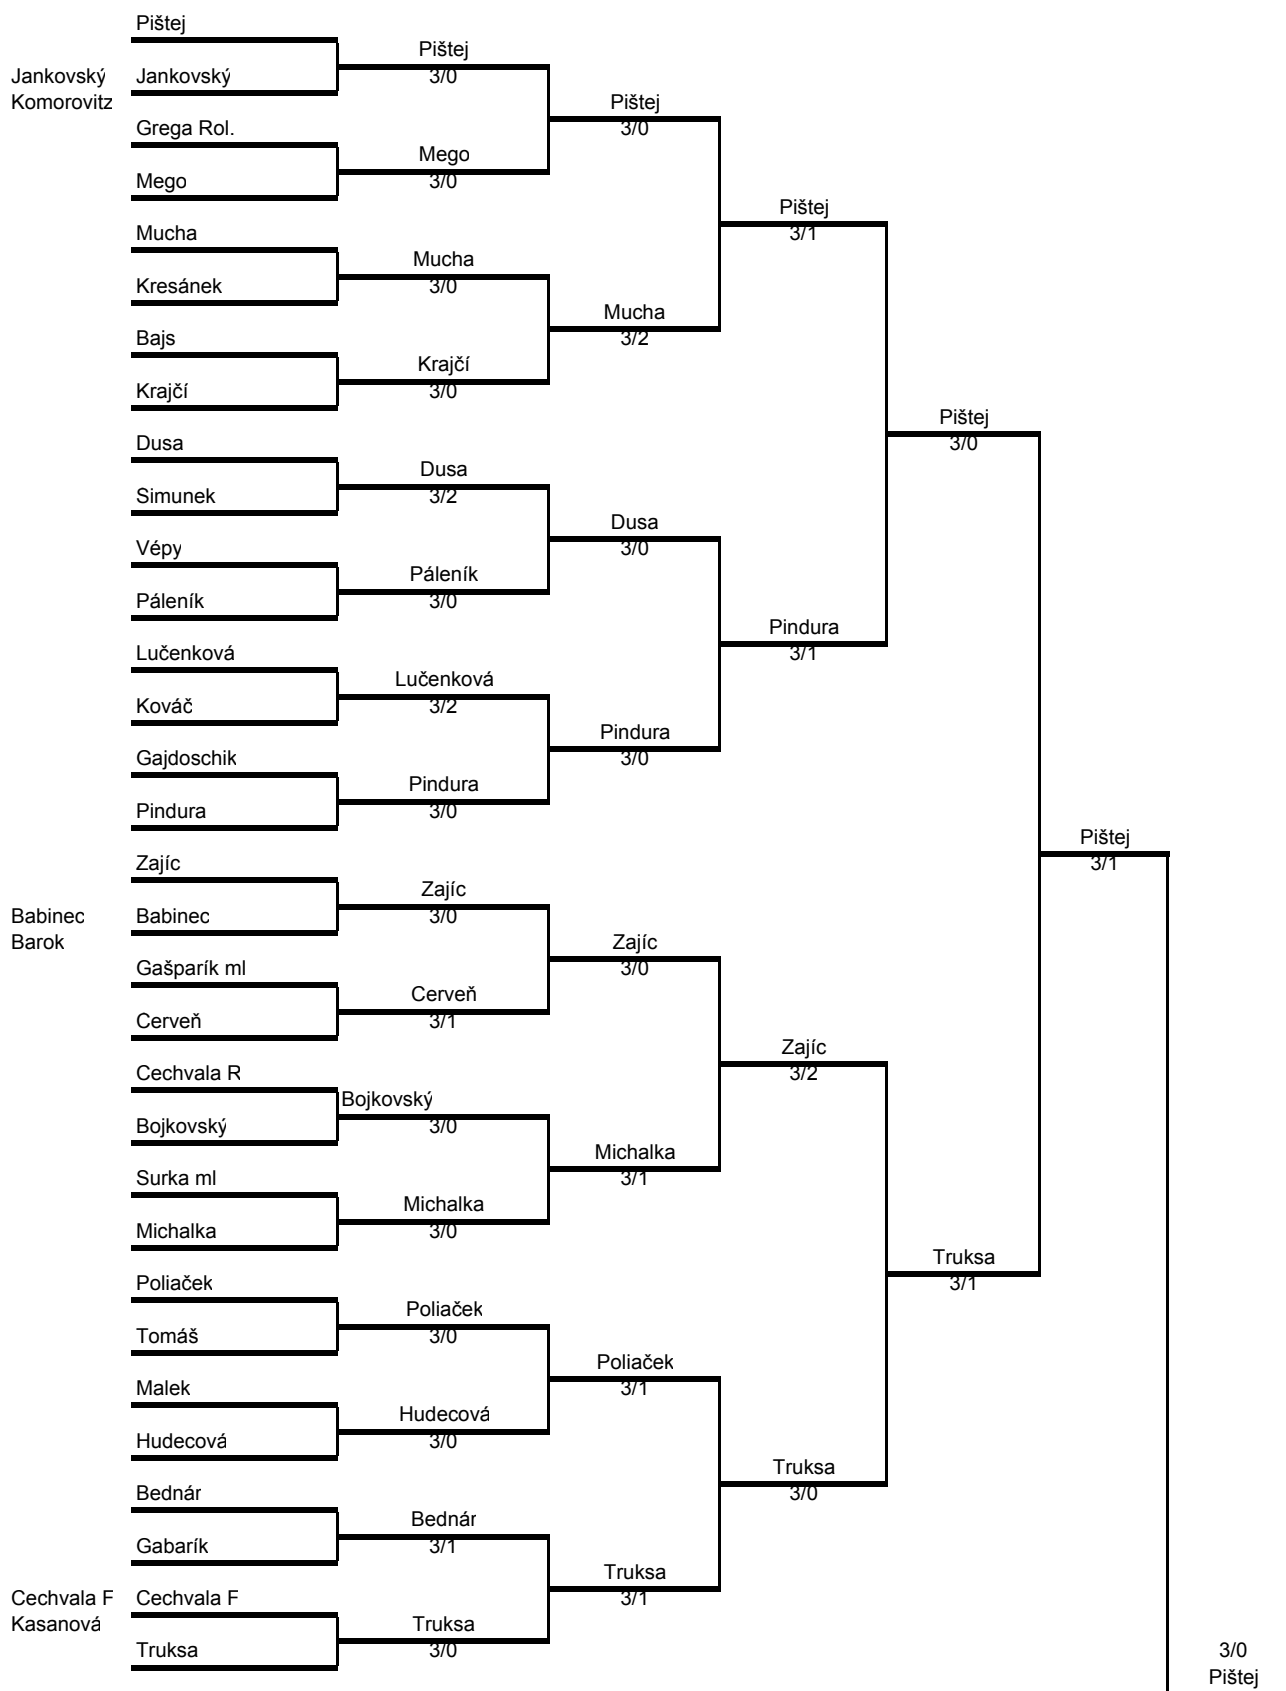 Pištej
Pištej
3/0
Jankovský
Jankovský
Komorovitz
Pištej
3/0
Grega Rol.
Mego
3/0
Mego
Pištej
3/1
Mucha
Mucha
3/0
Kresánek
Mucha
3/2
Bajs
Krajčí
3/0
Krajčí
Pištej
3/0
Dusa
Dusa
3/2
Simunek
Dusa
3/0
Vépy
Páleník
3/0
Páleník
Pindura
3/1
Lučenková
Lučenková
3/2
Kováč
Pindura
3/0
Gajdoschik
Pindura
3/0
Pindura
Pištej
3/1
Zajíc
Zajíc
3/0
Babinec
Babinec
Barok
Zajíc
3/0
Gašparík ml
Cerveň
3/1
Cerveň
Zajíc
3/2
Cechvala R
Bojkovský
3/0
Bojkovský
Michalka
3/1
Surka ml
Michalka
3/0
Michalka
Truksa
3/1
Poliaček
Poliaček
3/0
Tomáš
Poliaček
3/1
Malek
Hudecová
3/0
Hudecová
Truksa
3/0
Bednár
Bednár
3/1
Gabarík
Truksa
3/1
Cechvala F
Cechvala F
Kasanová
Truksa
3/0
Truksa
3/0
Pištej